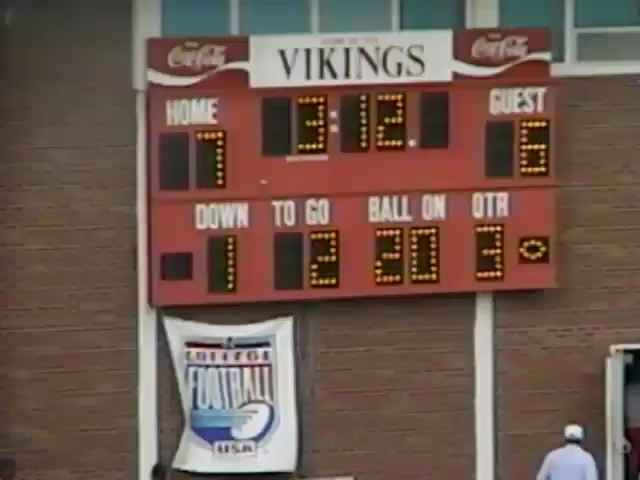 Coca-Cola
VIKINGS
Coca-Cola
HOME
3:12.
GUEST
7
6
DOWN TO GO BALL ON QTR
1 2 20 3
COLLEGE
FOOTBALL
USA